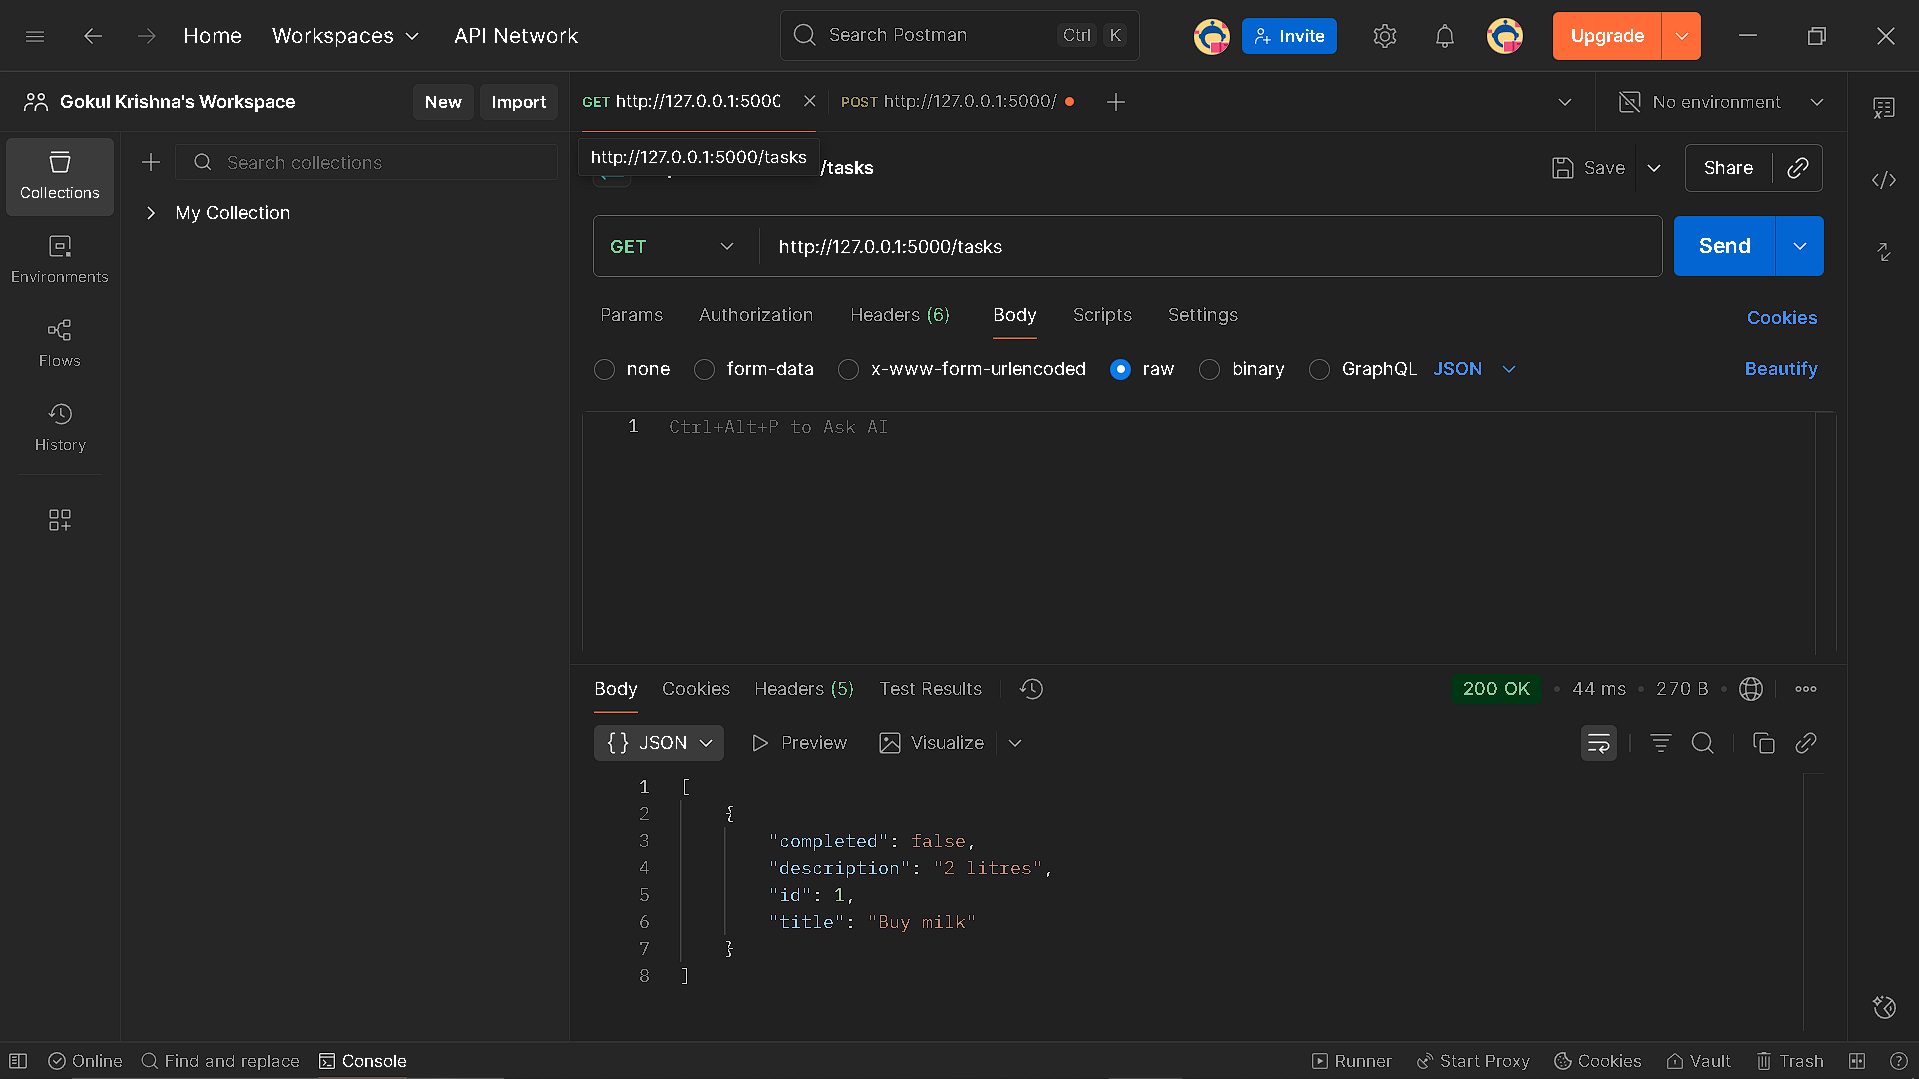 Home Workspaces API Network Search Postman Ctrl K Invite Upgrade
Gokul Krishna's Workspace New Import GET http://127.0.0.1:5000 POST http://127.0.0.1:5000/ No environment
Search collections http://127.0.0.1:5000/tasks /tasks Save Share
Collections
My Collection
GET http://127.0.0.1:5000/tasks Send
Environments
Params Authorization Headers (6) Body Scripts Settings Cookies
Flows
none form-data x-www-form-urlencoded raw binary GraphQL JSON Beautify
History
1 Ctrl+Alt+P to Ask AI
Body Cookies Headers (5) Test Results 200 OK • 44 ms • 270 B •
{} JSON Preview Visualize
1 [
2 {
3 "completed": false,
4 "description": "2 litres",
5 "id": 1,
6 "title": "Buy milk"
7 }
8 ]
Online Find and replace Console Runner Start Proxy Cookies Vault Trash